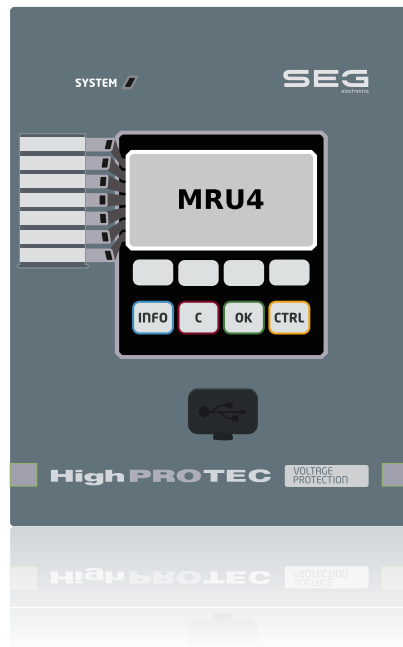 SYSTEM
SEG
electronics
MRU4
INFO C OK CTRL
HighPROTEC
VOLTAGE
PROTECTION